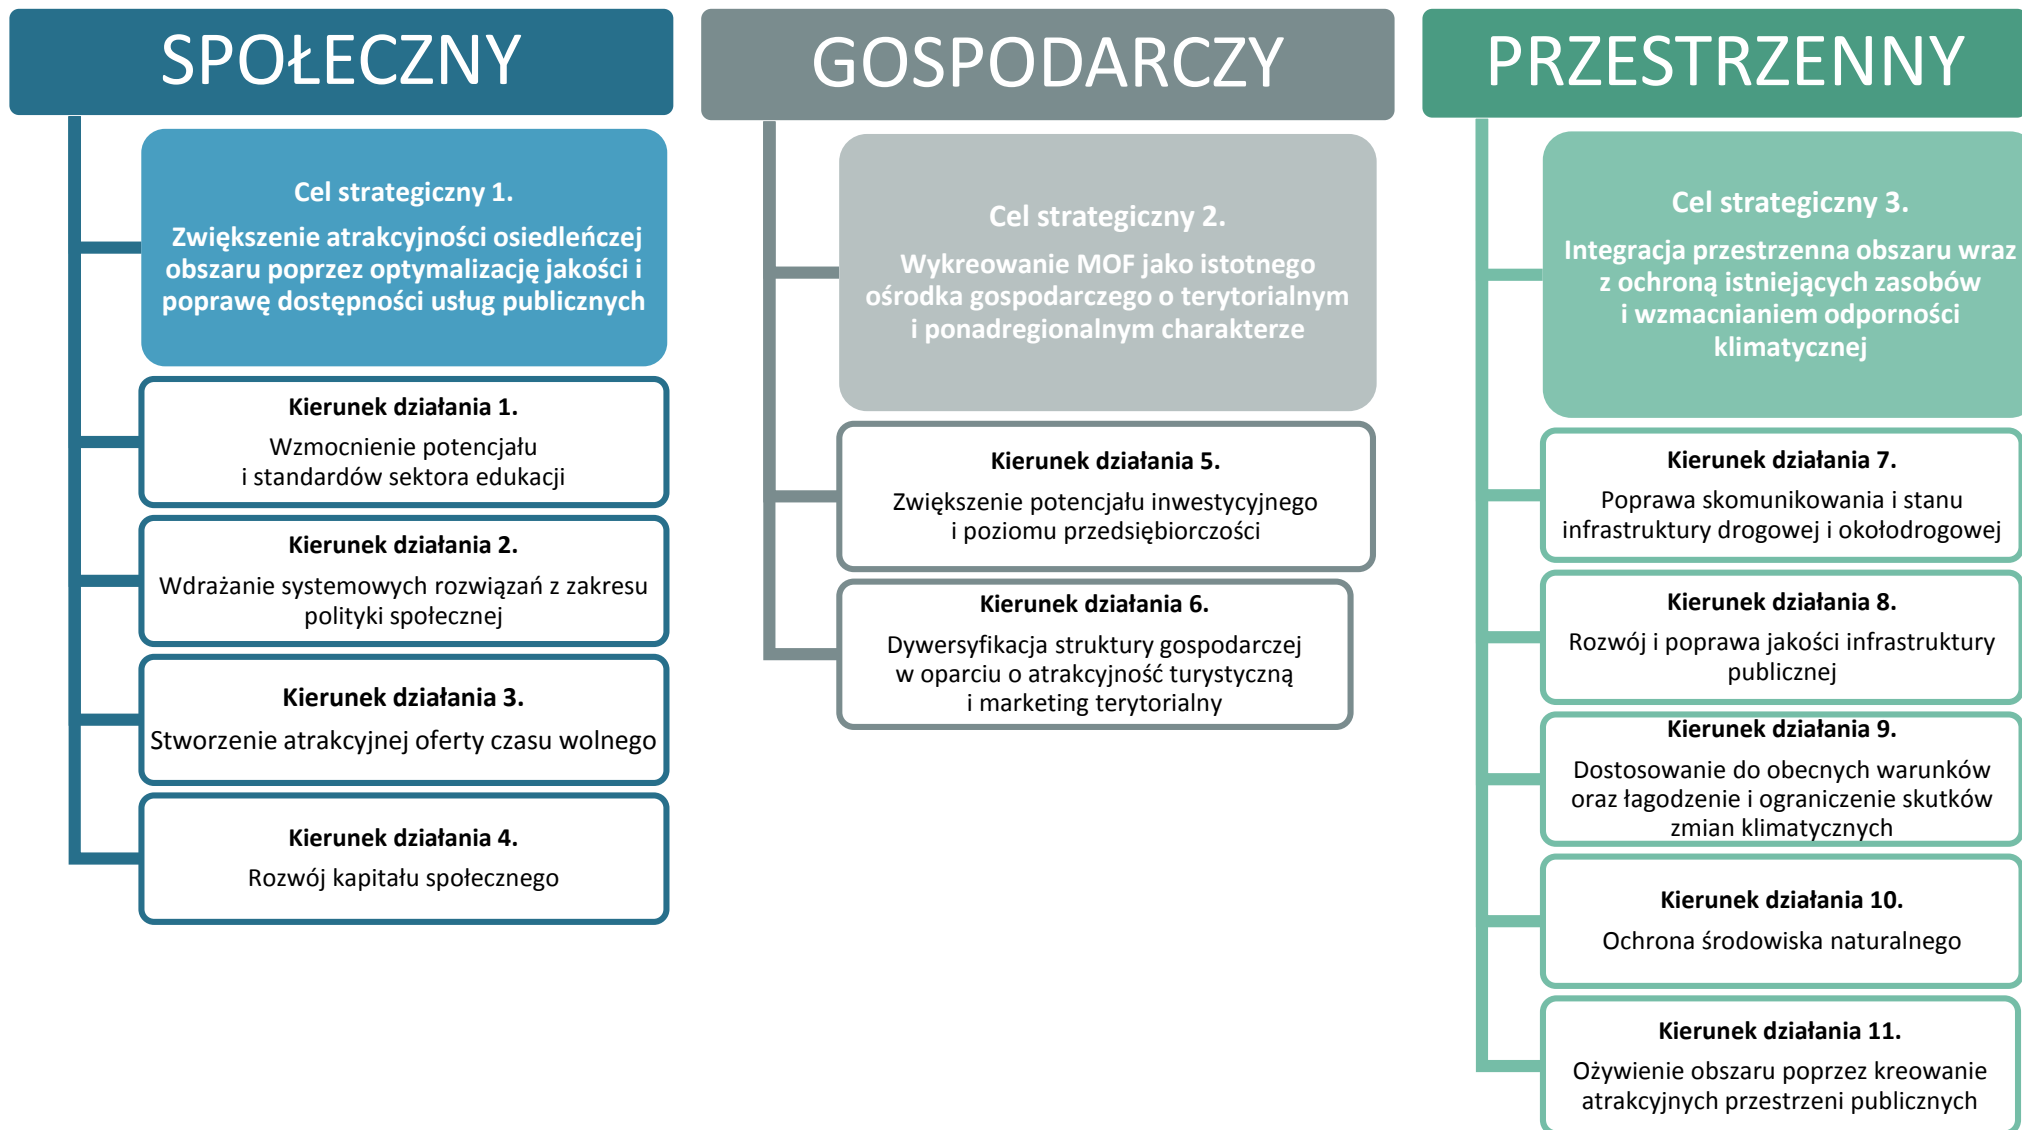 SPOŁECZNY
Cel strategiczny 1.
Zwiększenie atrakcyjności osiedleńczej
obszaru poprzez optymalizację jakości i
poprawę dostępności usług publicznych
Kierunek działania 1.
Wzmocnienie potencjału
i standardów sektora edukacji
Kierunek działania 2.
Wdrażanie systemowych rozwiązań z zakresu
polityki społecznej
Kierunek działania 3.
Stworzenie atrakcyjnej oferty czasu wolnego
Kierunek działania 4.
Rozwój kapitału społecznego
GOSPODARCZY
Cel strategiczny 2.
Wykreowanie MOF jako istotnego
ośrodka gospodarczego o terytorialnym
i ponadregionalnym charakterze
Kierunek działania 5.
Zwiększenie potencjału inwestycyjnego
i poziomu przedsiębiorczości
Kierunek działania 6.
Dywersyfikacja struktury gospodarczej
w oparciu o atrakcyjność turystyczną
i marketing terytorialny
PRZESTRZENNY
Cel strategiczny 3.
Integracja przestrzenna obszaru wraz
z ochroną istniejących zasobów
i wzmacnianiem odporności
klimatycznej
Kierunek działania 7.
Poprawa skomunikowania i stanu
infrastruktury drogowej i okołodrogowej
Kierunek działania 8.
Rozwój i poprawa jakości infrastruktury
publicznej
Kierunek działania 9.
Dostosowanie do obecnych warunków
oraz łagodzenie i ograniczenie skutków
zmian klimatycznych
Kierunek działania 10.
Ochrona środowiska naturalnego
Kierunek działania 11.
Ożywienie obszaru poprzez kreowanie
atrakcyjnych przestrzeni publicznych